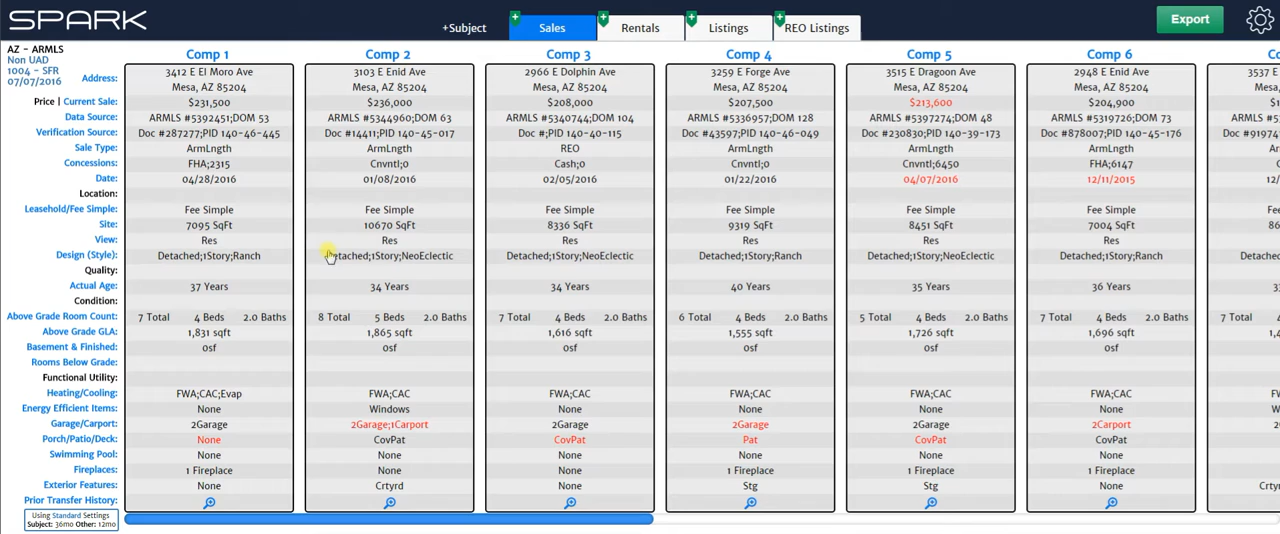 SPARK
+Subject Sales Rentals Listings REO Listings Export
AZ - ARMLS
Non UAD
1004 - SFR
07/07/2016
Comp 1 Comp 2 Comp 3 Comp 4 Comp 5 Comp 6
Address: 3412 E El Moro Ave 3103 E Enid Ave 2966 E Dolphin Ave 3259 E Forge Ave 3515 E Dragoon Ave 2948 E Enid Ave 3537
Mesa, AZ 85204 Mesa, AZ 85204 Mesa, AZ 85204 Mesa, AZ 85204 Mesa, AZ 85204 Mesa, AZ 85204
Price | Current Sale: $231,500 $236,000 $208,000 $207,500 $213,600 $204,900
Data Source: ARMLS #5392451;DOM 53 ARMLS #5344960;DOM 63 ARMLS #5340744;DOM 104 ARMLS #5336957;DOM 128 ARMLS #5397274;DOM 48 ARMLS #5319726;DOM 73 ARMLS
Verification Source: Doc #287277;PID 140-46-445 Doc #14411;PID 140-45-017 Doc #;PID 140-40-115 Doc #43597;PID 140-46-049 Doc #230830;PID 140-39-173 Doc #878007;PID 140-45-176 Doc #91974
Sale Type: ArmLngth ArmLngth REO ArmLngth ArmLngth ArmLngth
Concessions: FHA;2315 Cnvntl;0 Cash;0 Cnvntl;0 Cnvntl;6450 FHA;6147
Date: 04/28/2016 01/08/2016 02/05/2016 01/22/2016 04/07/2016 12/11/2015
Location:
Leasehold/Fee Simple: Fee Simple Fee Simple Fee Simple Fee Simple Fee Simple Fee Simple
Site: 7095 SqFt 10670 SqFt 8336 SqFt 9319 SqFt 8451 SqFt 7004 SqFt
View: Res Res Res Res Res Res
Design (Style): Detached;1Story;Ranch Detached;1Story;NeoEclectic Detached;1Story;NeoEclectic Detached;1Story;Ranch Detached;1Story;NeoEclectic Detached;1Story;Ranch
Quality:
Actual Age: 37 Years 34 Years 34 Years 40 Years 35 Years 36 Years
Condition:
Above Grade Room Count: 7 Total 4 Beds 2.0 Baths 8 Total 5 Beds 2.0 Baths 7 Total 4 Beds 2.0 Baths 6 Total 4 Beds 2.0 Baths 5 Total 4 Beds 2.0 Baths 7 Total 4 Beds 2.0 Baths 7 Total
Above Grade GLA: 1,831 sqft 1,865 sqft 1,616 sqft 1,555 sqft 1,726 sqft 1,696 sqft
Basement & Finished: 0sf 0sf 0sf 0sf 0sf 0sf
Rooms Below Grade:
Functional Utility:
Heating/Cooling: FWA;CAC;Evap FWA;CAC FWA;CAC FWA;CAC FWA;CAC FWA;CAC
Energy Efficient Items: None Windows None None None None
Garage/Carport: 2Garage 2Garage;1Carport 2Garage 2Garage 2Garage 2Carport
Porch/Patio/Deck: None CovPat CovPat Pat CovPat CovPat
Swimming Pool: None None None None None None
Fireplaces: 1 Fireplace None None 1 Fireplace None 1 Fireplace
Exterior Features: None Crtyrd None Stg Stg None
Prior Transfer History:
Using Standard Settings
Subject: 36mo Other: 12mo